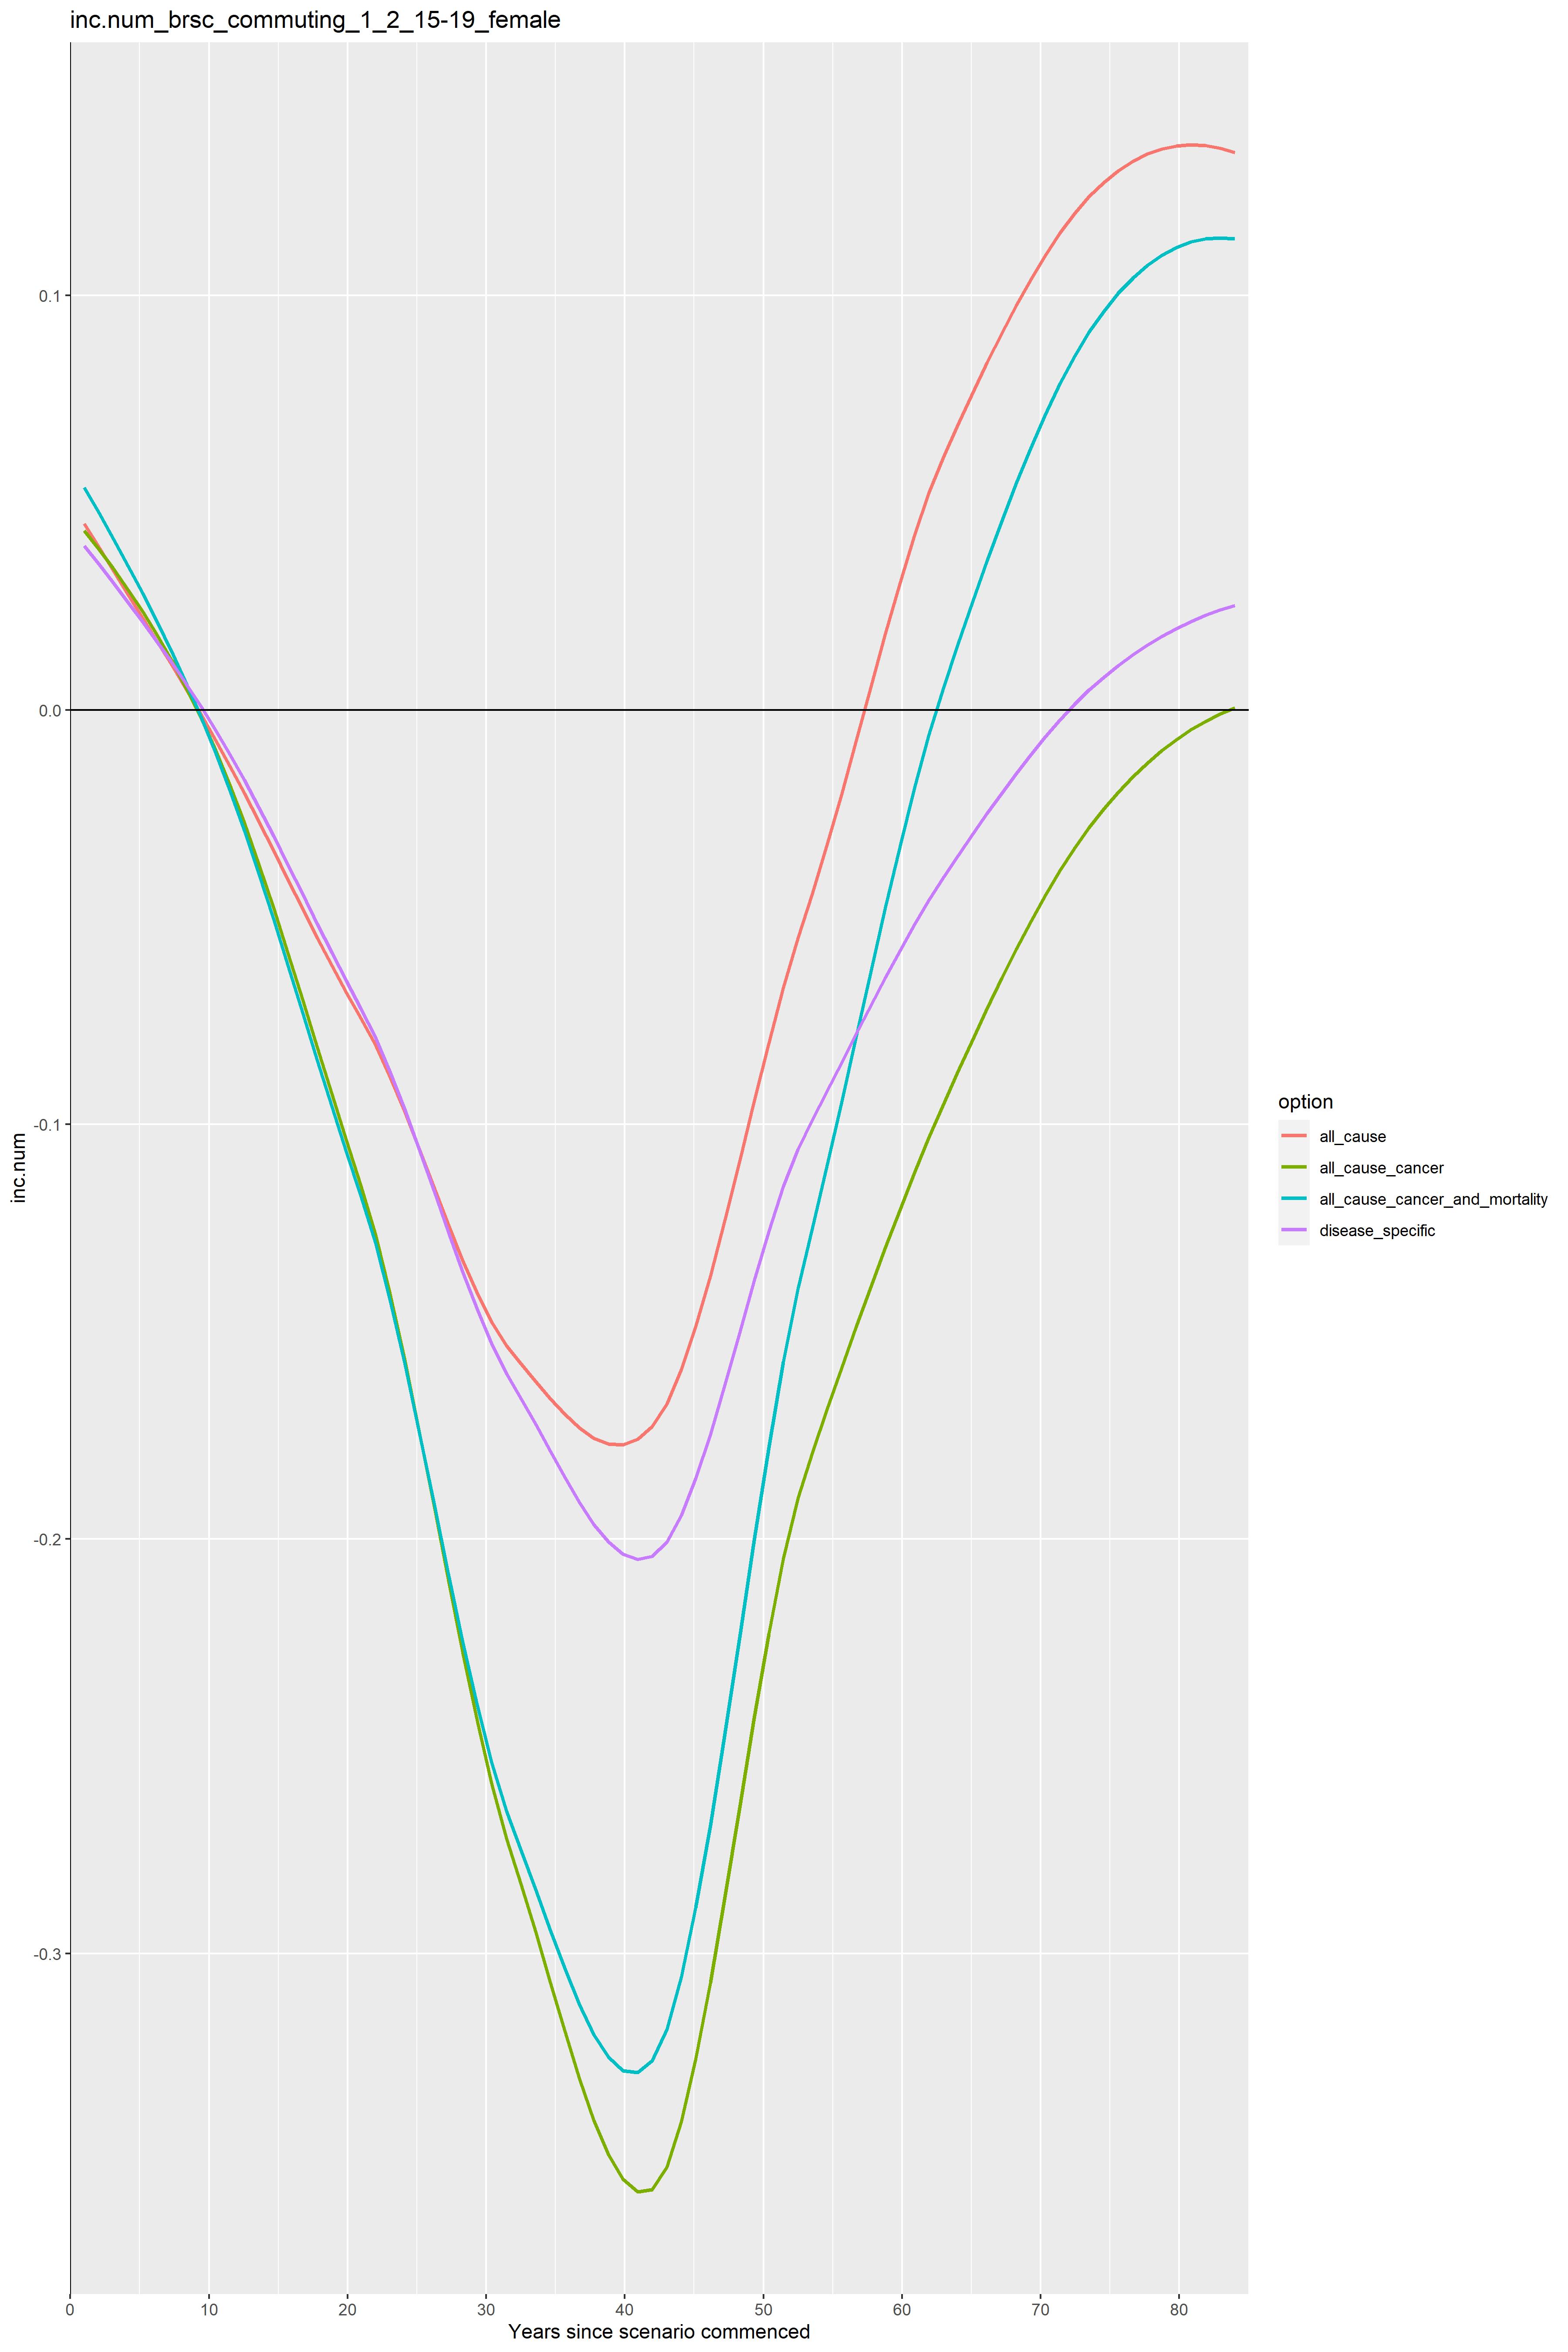 inc.num_brsc_commuting_1_2_15-19_female
0.1
0.0
-0.1
-0.2
-0.3
inc.num
0 10 20 30 40 50 60 70 80
Years since scenario commenced
option
all_cause
all_cause_cancer
all_cause_cancer_and_mortality
disease_specific